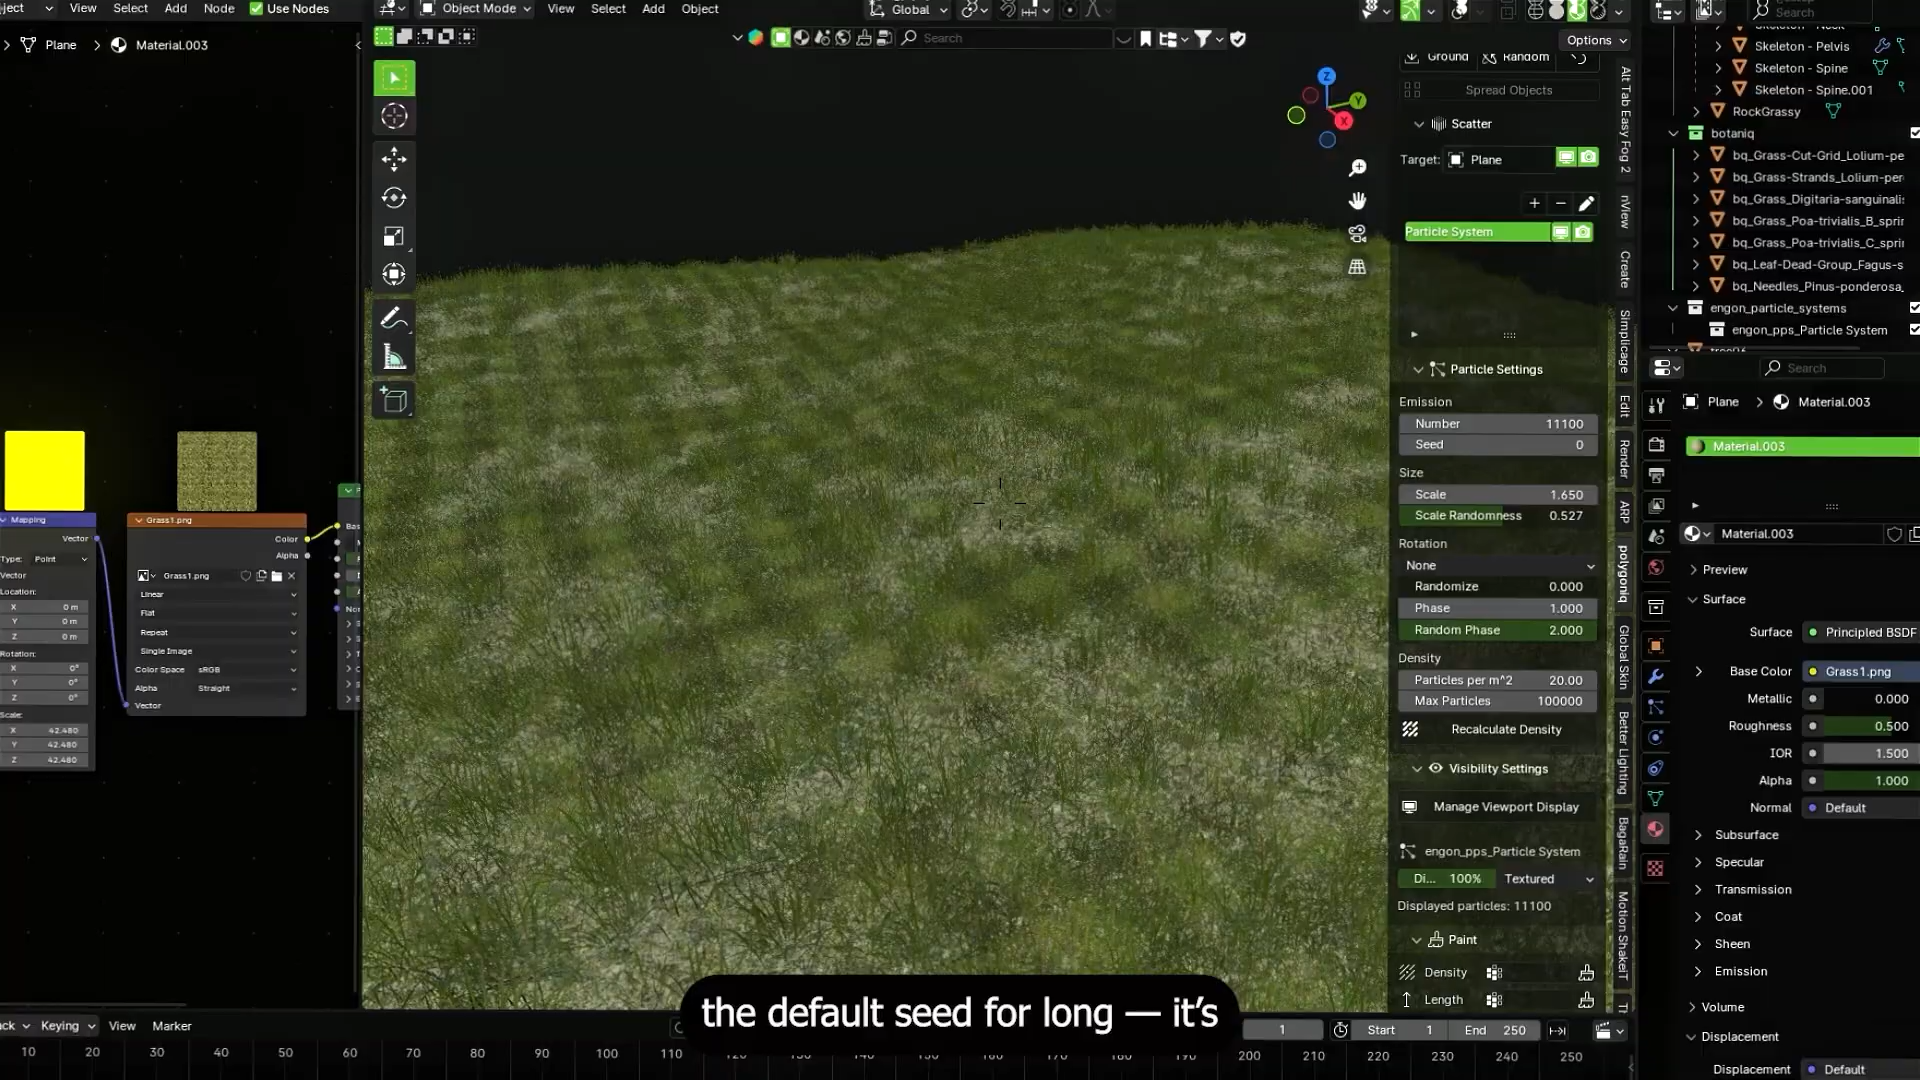 View
Select
Add
Node
Use Nodes
Object Mode
View
Select
Add
Object
Global
Search
Plane
Material.003
Search
Options
Ground
Random
Spread Objects
Scatter
Target:
Plane
Particle System
Particle Settings
Emission
Number 11100
Seed 0
Size
Scale 1.650
Scale Randomness 0.527
Rotation
None
Randomize 0.000
Phase 1.000
Random Phase 2.000
Density
Particles per m^2 20.00
Max Particles 100000
Recalculate Density
Visibility Settings
Manage Viewport Display
engon_pps_Particle System
Di... 100% Textured
Displayed particles: 11100
Paint
Density
Length
Alt Tab Easy Fog 2
nView
Create
Simplicage
Edit
Render
ARP
polygoniq
Global Skin
Better Lighting
BagaRain
Motion ShakeiT
Z
Y
X
Skeleton - Pelvis
Skeleton - Spine
Skeleton - Spine.001
RockGrassy
botaniq
bq_Grass-Cut-Grid_Lolium-pe
bq_Grass-Strands_Lolium-per
bq_Grass_Digitaria-sanguinali
bq_Grass_Poa-trivialis_B_sprin
bq_Grass_Poa-trivialis_C_sprin
bq_Leaf-Dead-Group_Fagus-s
bq_Needles_Pinus-ponderosa_
engon_particle_systems
engon_pps_Particle System
Search
Plane
Material.003
Material.003
Material.003
Preview
Surface
Surface Principled BSDF
Base Color Grass1.png
Metallic 0.000
Roughness 0.500
IOR 1.500
Alpha 1.000
Normal Default
Subsurface
Specular
Transmission
Coat
Sheen
Emission
Volume
Displacement
Displacement Default
Mapping
Vector
Type: Point
Vector
Location:
X 0 m
Y 0 m
Z 0 m
Rotation:
X 0°
Y 0°
Z 0°
Scale:
X 42.480
Y 42.480
Z 42.480
Grass1.png
Color
Alpha
Grass1.png
Linear
Flat
Repeat
Single Image
Color Space sRGB
Alpha Straight
Vector
the default seed for long — it's
Keying
View
Marker
1
Start 1
End 250
10 20 30 40 50 60 70 80 90 100 110 200 210 220 230 240 250